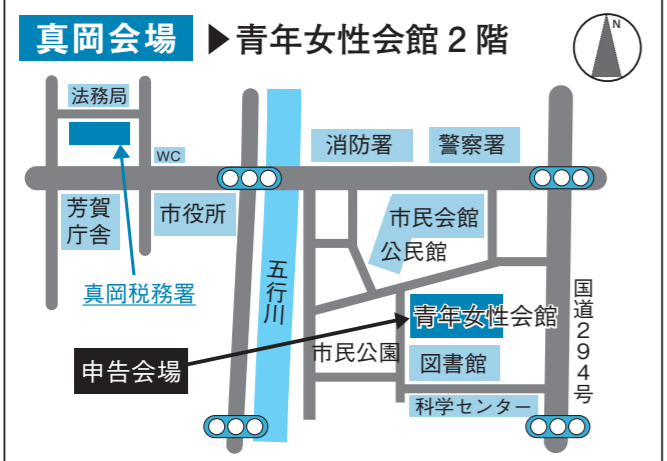 真岡会場 ▶青年女性会館2階
N
法務局
WC
消防署
警察署
芳賀
庁舎
市役所
市民会館
公民館
真岡税務署
五行川
国道294号
青年女性会館
市民公園
図書館
申告会場
科学センター